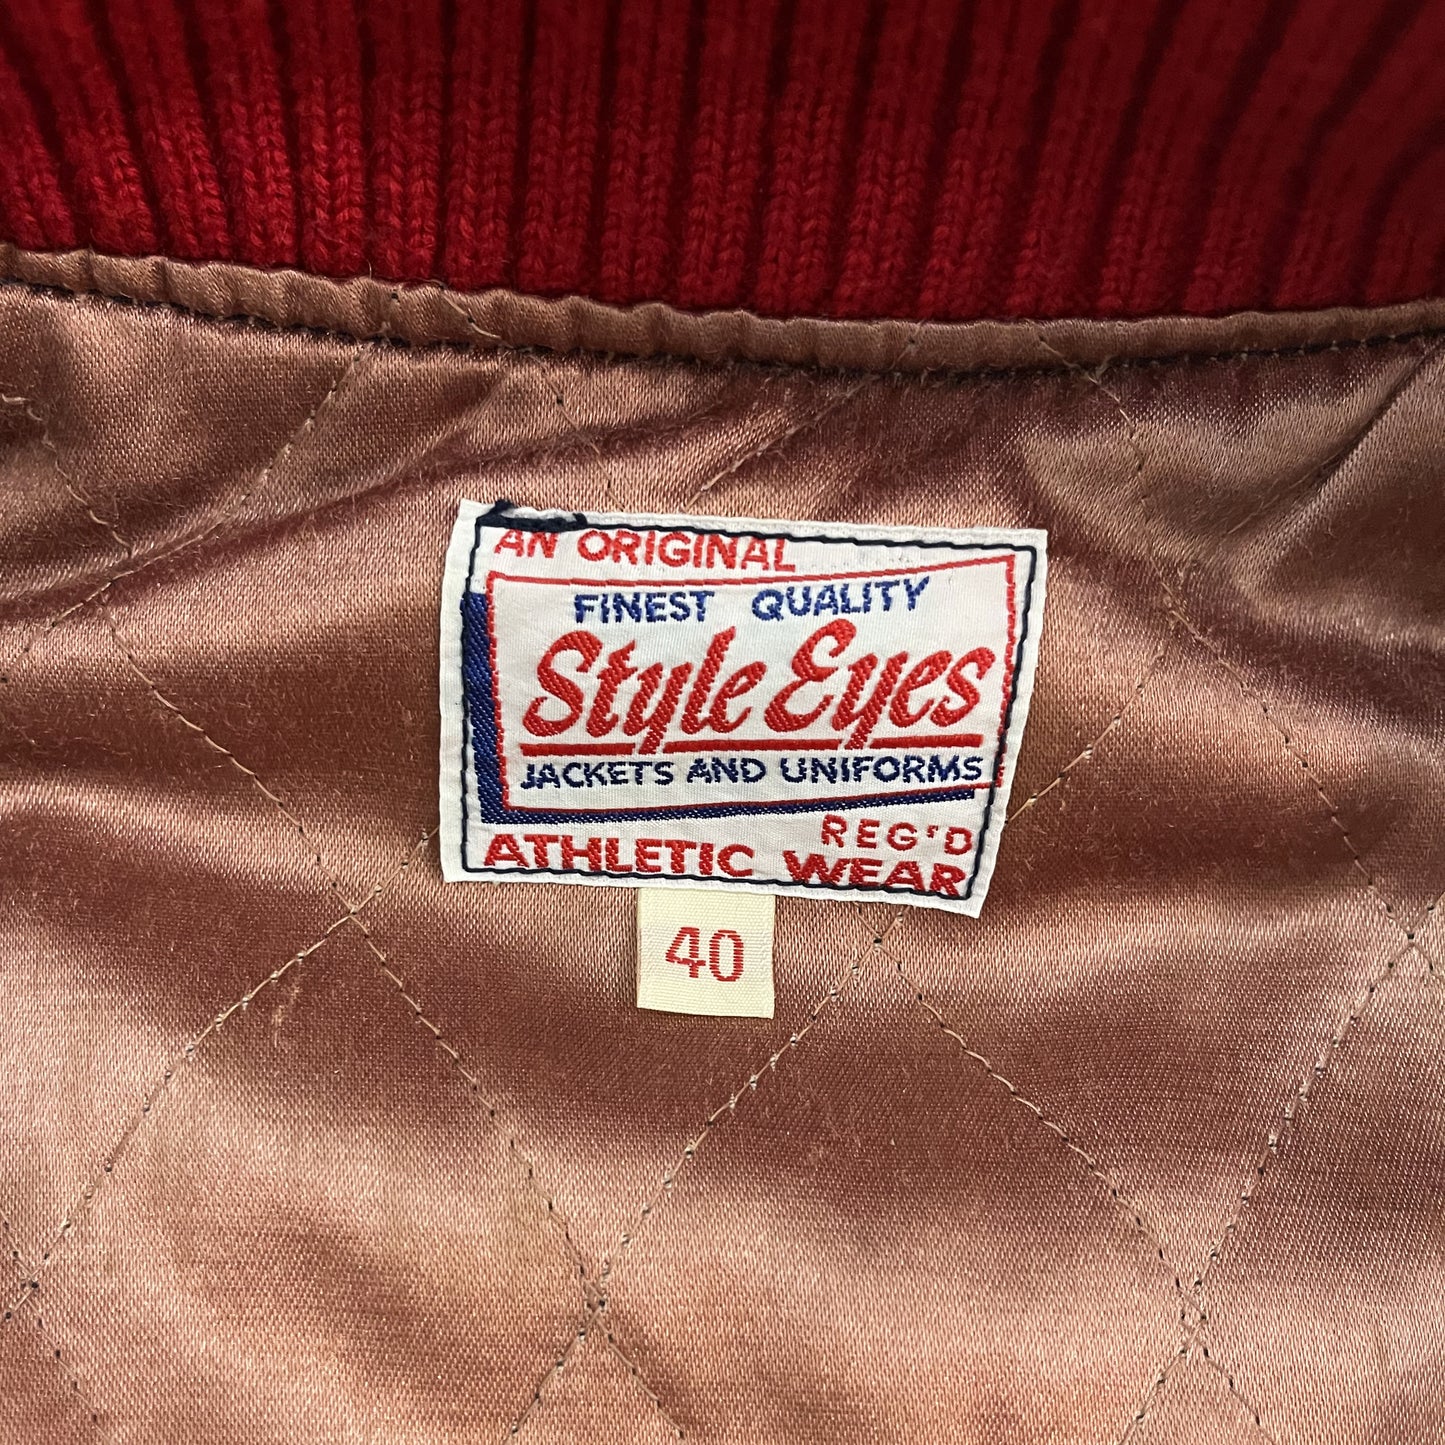 AN ORIGINAL
FINEST QUALITY
Style Eyes
JACKETS AND UNIFORMS
REG'D
ATHLETIC WEAR
40